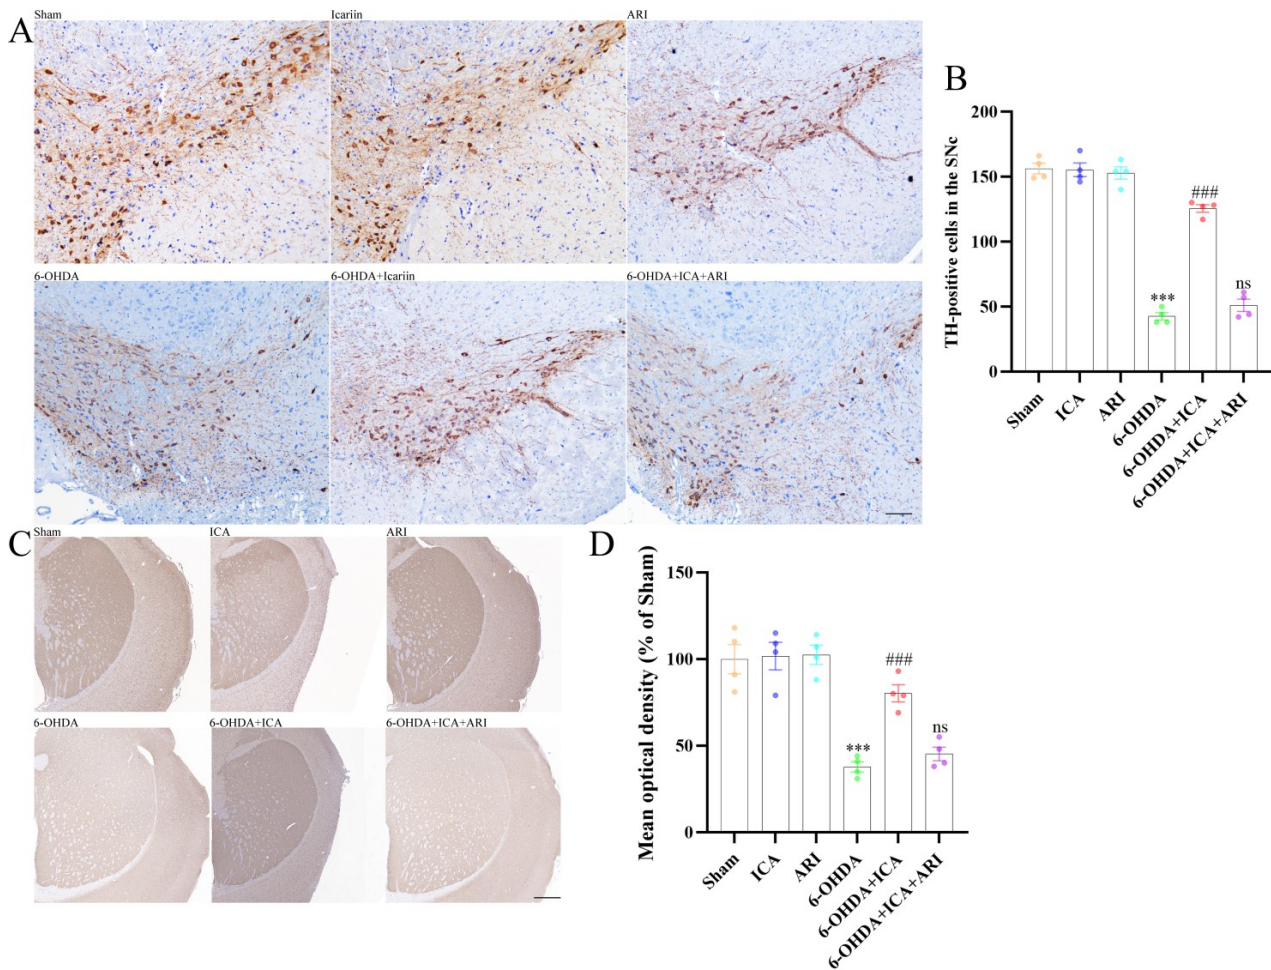 A
Sham
Icariin
ARI
6-OHDA
6-OHDA+Icariin
6-OHDA+ICA+ARI
B
TH-positive cells in the SNc
200
150
100
50
0
***
###
ns
Sham
ICA
ARI
6-OHDA
6-OHDA+ICA
6-OHDA+ICA+ARI
C
Sham
ICA
ARI
6-OHDA
6-OHDA+ICA
6-OHDA+ICA+ARI
D
Mean optical density (% of Sham)
150
100
50
0
***
###
ns
Sham
ICA
ARI
6-OHDA
6-OHDA+ICA
6-OHDA+ICA+ARI